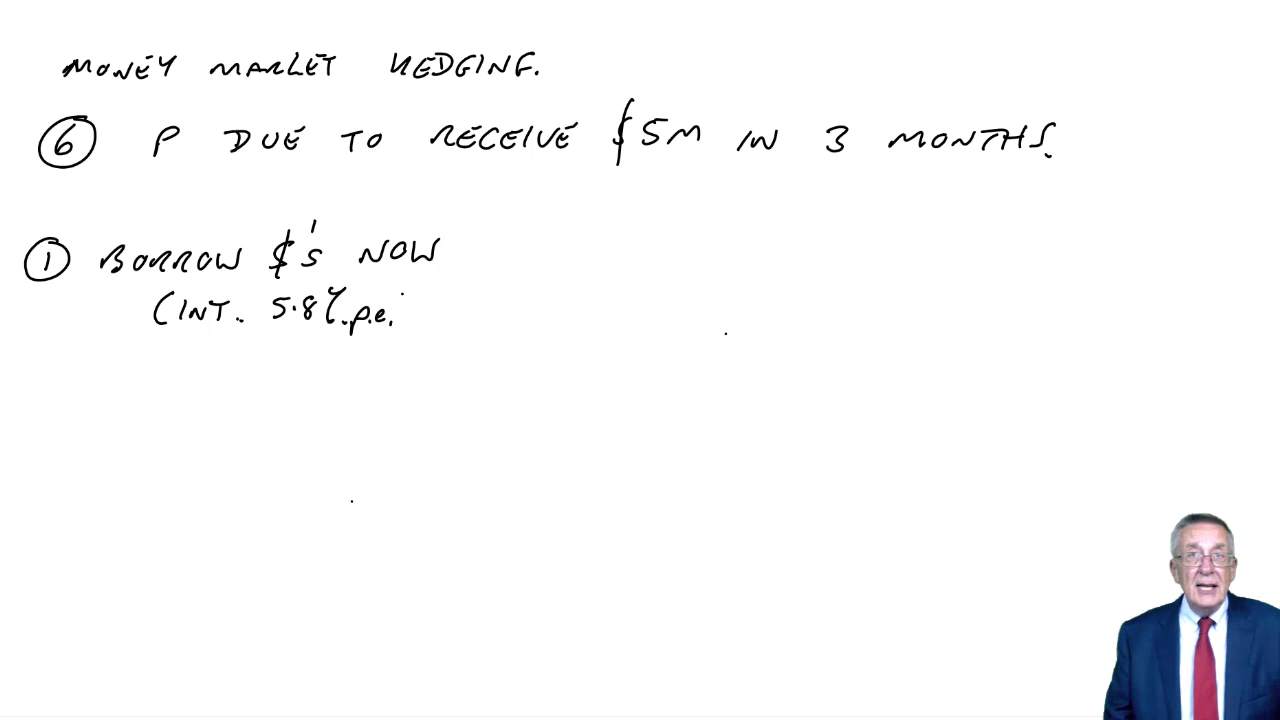 MONEY MARKET HEDGING.
⑥ P DUE TO RECEIVE $5M IN 3 MONTHS.
① BORROW $'s NOW
(INT. 5.8%.p.e.